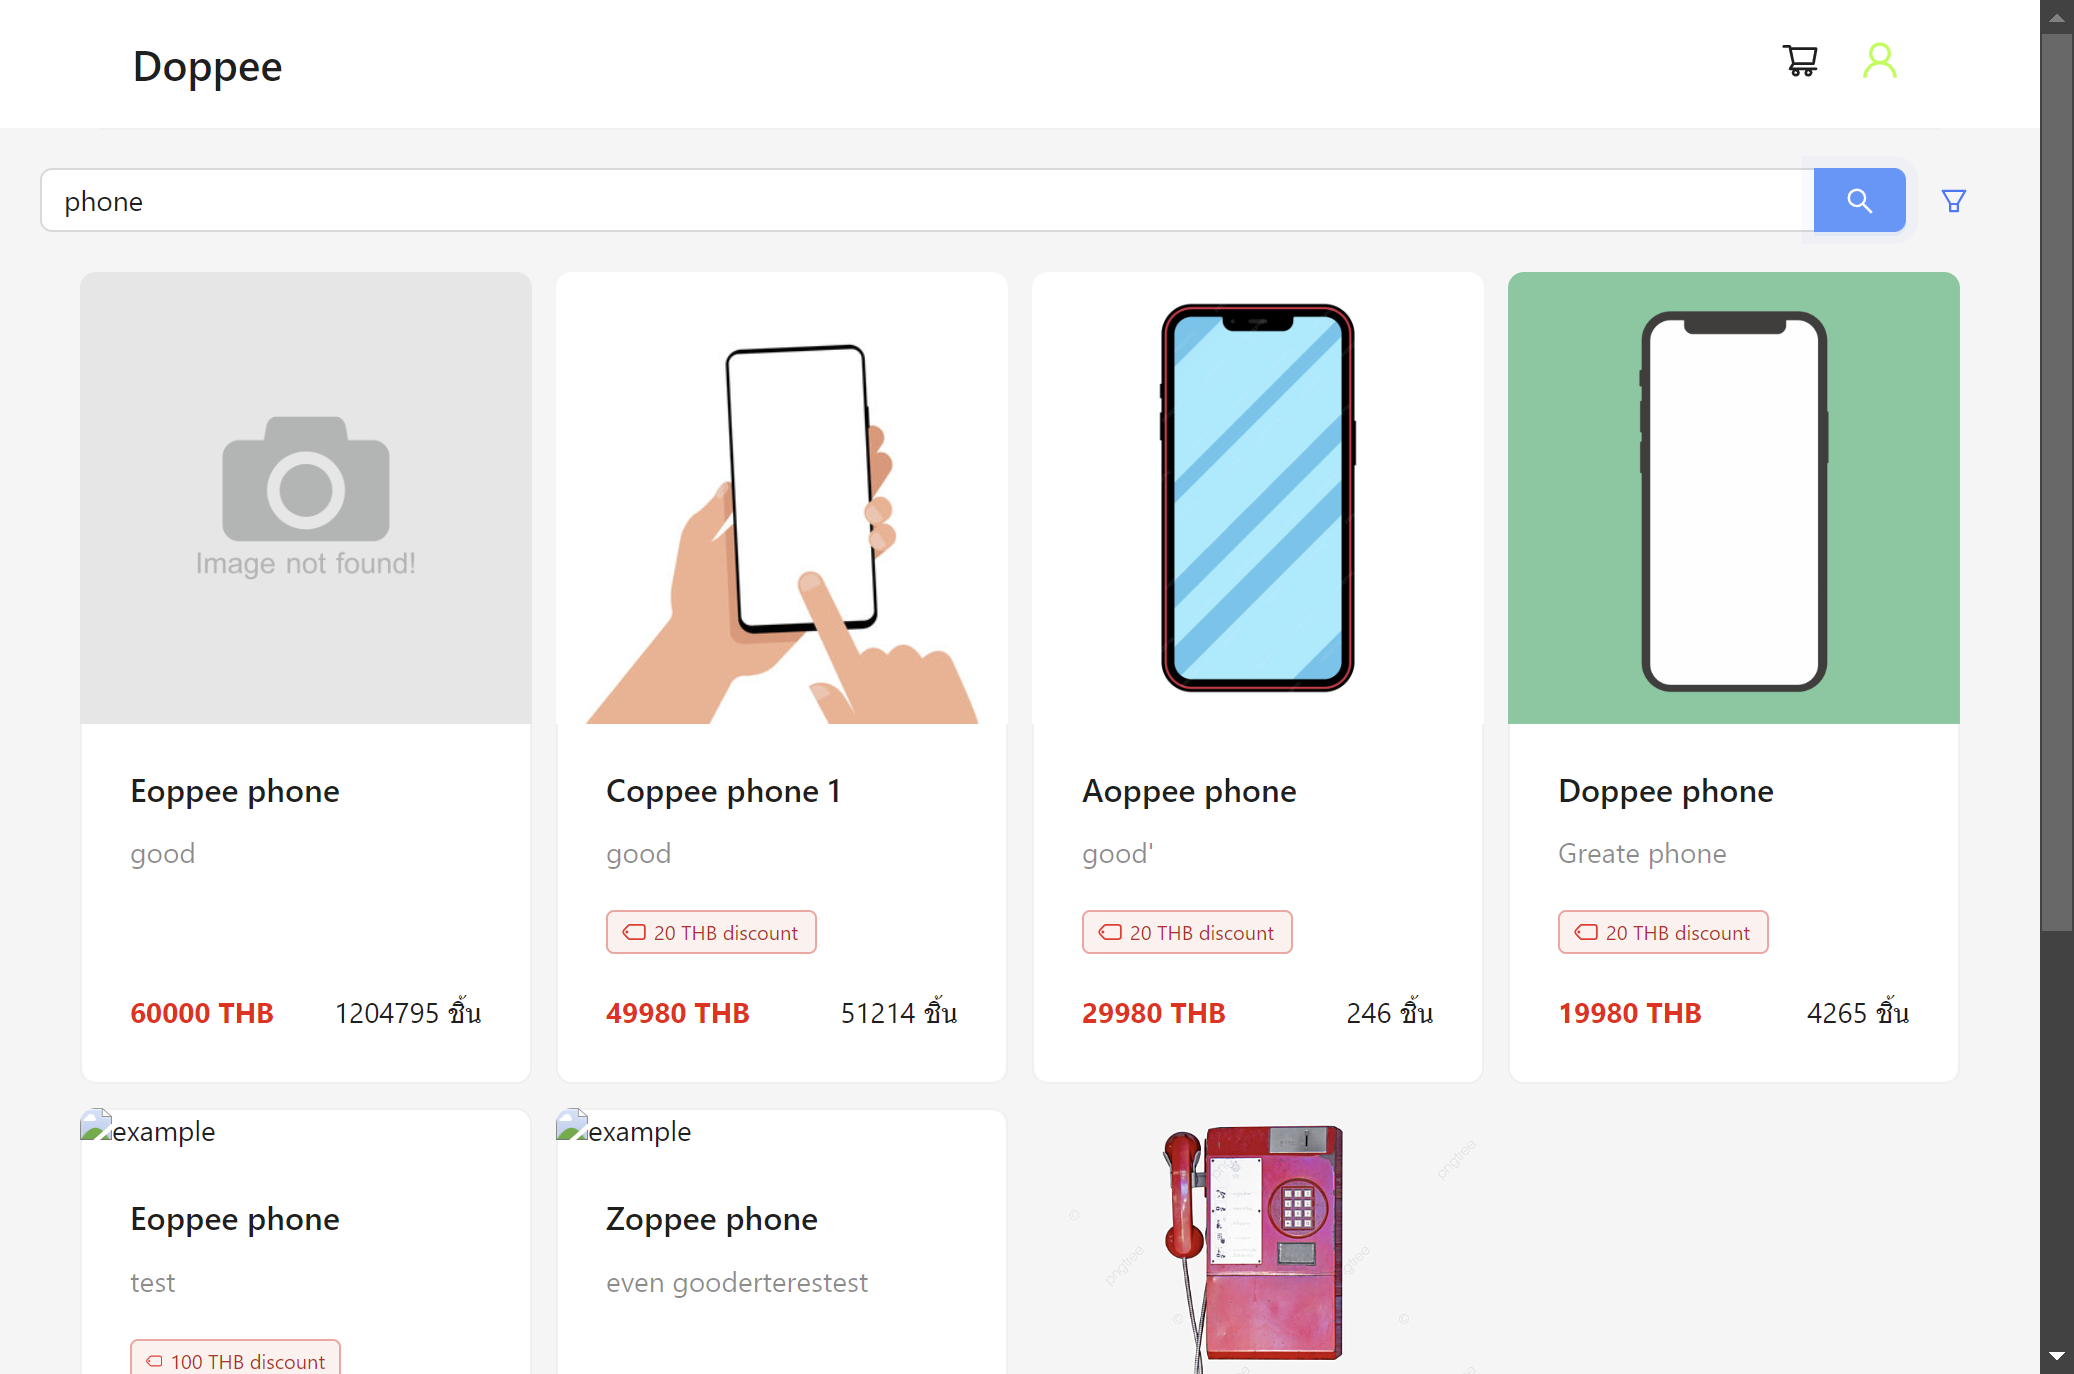 Doppee
phone
Image not found!
Eoppee phone
good
60000 THB
1204795 ชิ้น
Coppee phone 1
good
20 THB discount
49980 THB
51214 ชิ้น
Aoppee phone
good'
20 THB discount
29980 THB
246 ชิ้น
Doppee phone
Greate phone
20 THB discount
19980 THB
4265 ชิ้น
example
Eoppee phone
test
100 THB discount
example
Zoppee phone
even gooderterestest
pngtree
pngtree